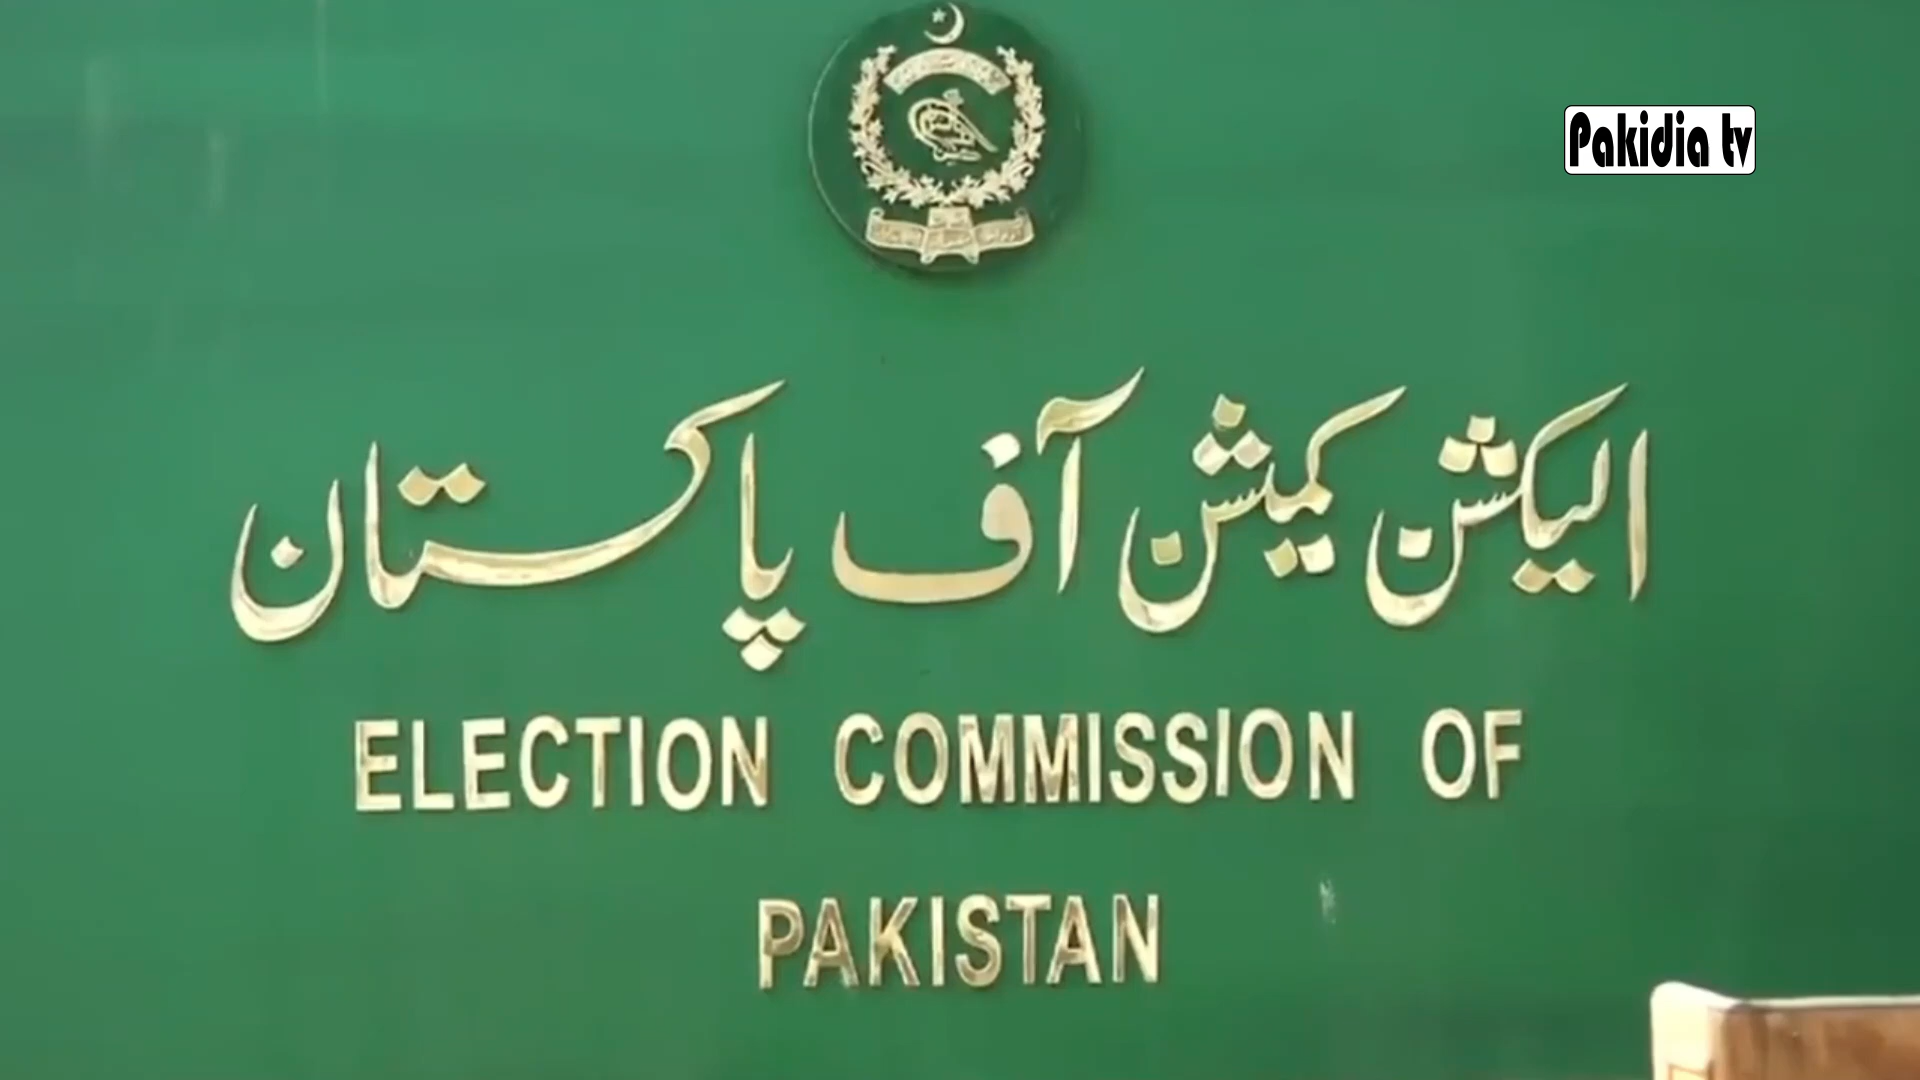 Pakidia tv
الیکشن کمیشن آف پاکستان
ELECTION COMMISSION OF
PAKISTAN